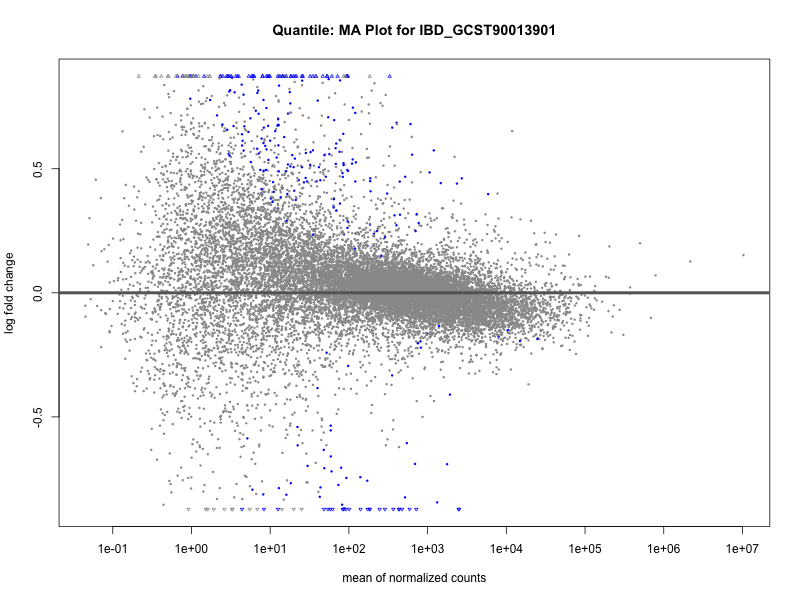 Quantile: MA Plot for IBD_GCST90013901
log fold change
0.5
0.0
-0.5
1e-01 1e+00 1e+01 1e+02 1e+03 1e+04 1e+05 1e+06 1e+07
mean of normalized counts